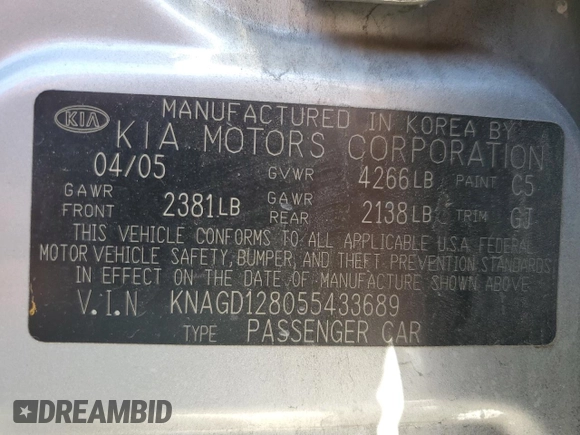 KIA MANUFACTURED IN KOREA BY
KIA MOTORS CORPORATION
04/05 GVWR 4266LB PAINT C5
GAWR FRONT 2381LB GAWR REAR 2138LB TRIM GJ
THIS VEHICLE CONFORMS TO ALL APPLICABLE U.S.A. FEDERAL
MOTOR VEHICLE SAFETY, BUMPER, AND THEFT PREVENTION STANDARDS
IN EFFECT ON THE DATE OF MANUFACTURE SHOWN ABOVE.
V.I.N KNAGD128055433689
TYPE PASSENGER CAR
DREAMBID